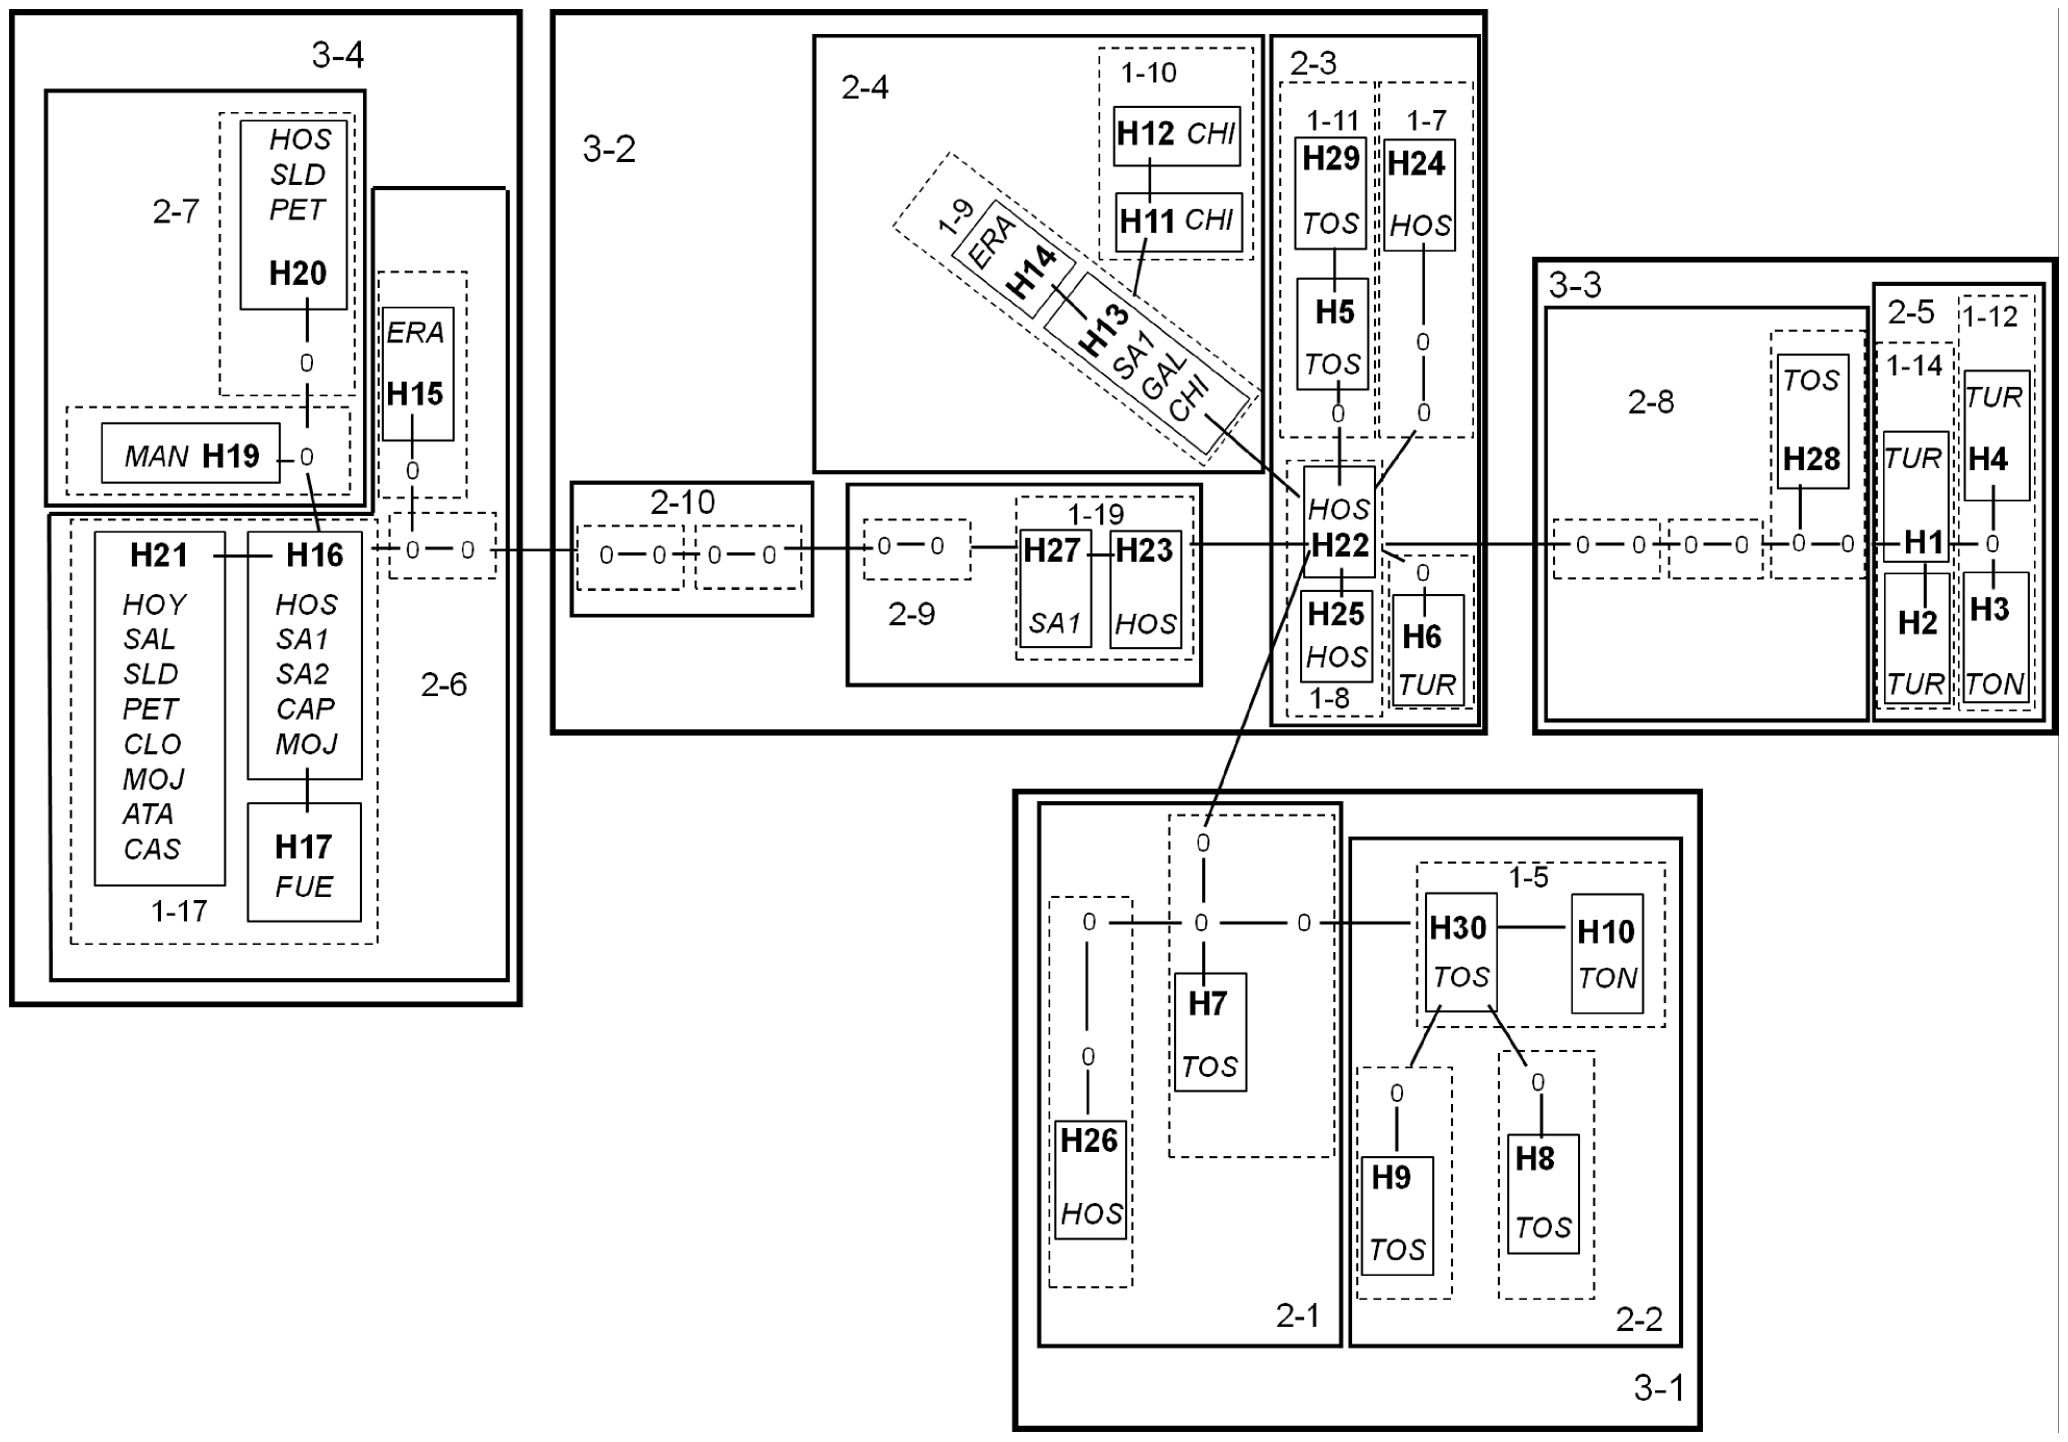 3-4
2-7
HOS
SLD
PET
H20
0
MAN H19 0
ERA
H15
0
0 0
H21
HOY
SAL
SLD
PET
CLO
MOJ
ATA
CAS
H16
HOS
SA1
SA2
CAP
MOJ
H17
FUE
1-17
2-6
3-2
2-4
1-10
H12 CHI
H11 CHI
1-9
ERA
H14
H13
SA1
GAL
CHI
2-3
1-11
H29
TOS
H5
TOS
0
1-7
H24
HOS
0
0
2-10
0 0 0 0
0 0
2-9
1-19
H27
SA1
H23
HOS
HOS
H22
H25
HOS
1-8
0
H6
TUR
3-3
2-8
TOS
H28
0 0 0 0 0 0
2-5
1-14
TUR
H1
H2
TUR
1-12
TUR
H4
0
H3
TON
0
0 0 0
0
H26
HOS
H7
TOS
2-1
1-5
H30
TOS
H10
TON
0
H9
TOS
0
H8
TOS
2-2
3-1